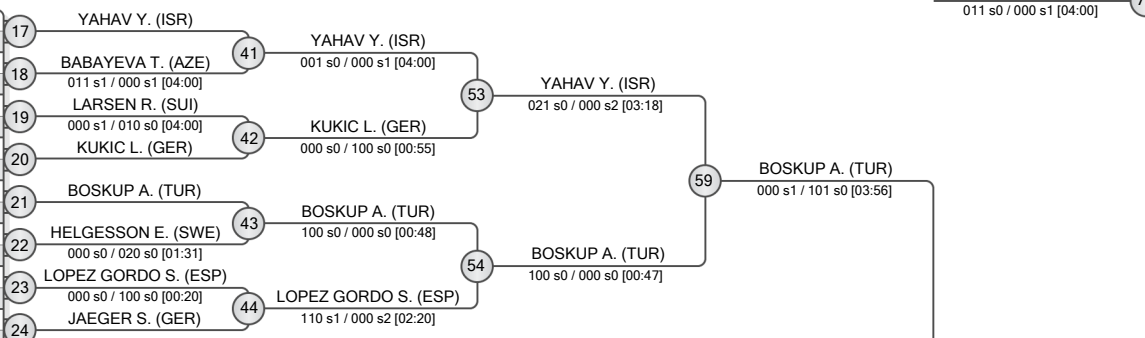 011 s0 / 000 s1 [04:00]
17
YAHAV Y. (ISR)
41
YAHAV Y. (ISR)
001 s0 / 000 s1 [04:00]
18
BABAYEVA T. (AZE)
011 s1 / 000 s1 [04:00]
53
YAHAV Y. (ISR)
021 s0 / 000 s2 [03:18]
19
LARSEN R. (SUI)
000 s1 / 010 s0 [04:00]
42
KUKIC L. (GER)
000 s0 / 100 s0 [00:55]
20
KUKIC L. (GER)
59
BOSKUP A. (TUR)
000 s1 / 101 s0 [03:56]
21
BOSKUP A. (TUR)
43
BOSKUP A. (TUR)
100 s0 / 000 s0 [00:48]
22
HELGESSON E. (SWE)
000 s0 / 020 s0 [01:31]
54
BOSKUP A. (TUR)
100 s0 / 000 s0 [00:47]
23
LOPEZ GORDO S. (ESP)
000 s0 / 100 s0 [00:20]
44
LOPEZ GORDO S. (ESP)
110 s1 / 000 s2 [02:20]
24
JAEGER S. (GER)